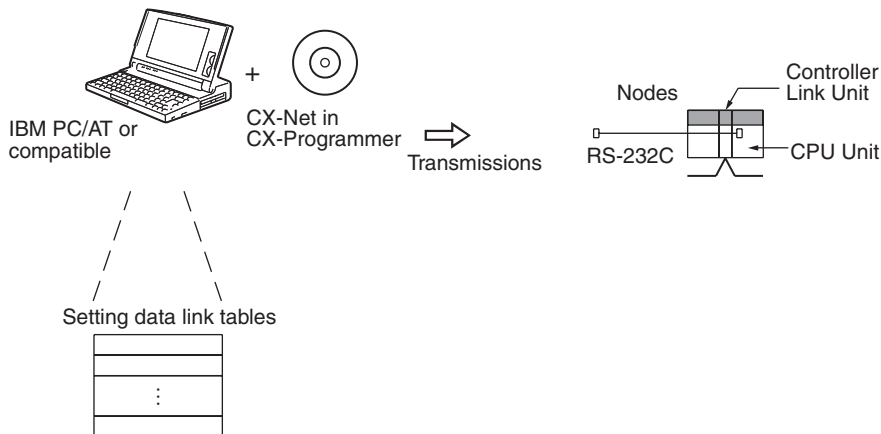 IBM PC/AT or
compatible
+
CX-Net in
CX-Programmer
Transmissions
Nodes
Controller
Link Unit
RS-232C
CPU Unit
Setting data link tables